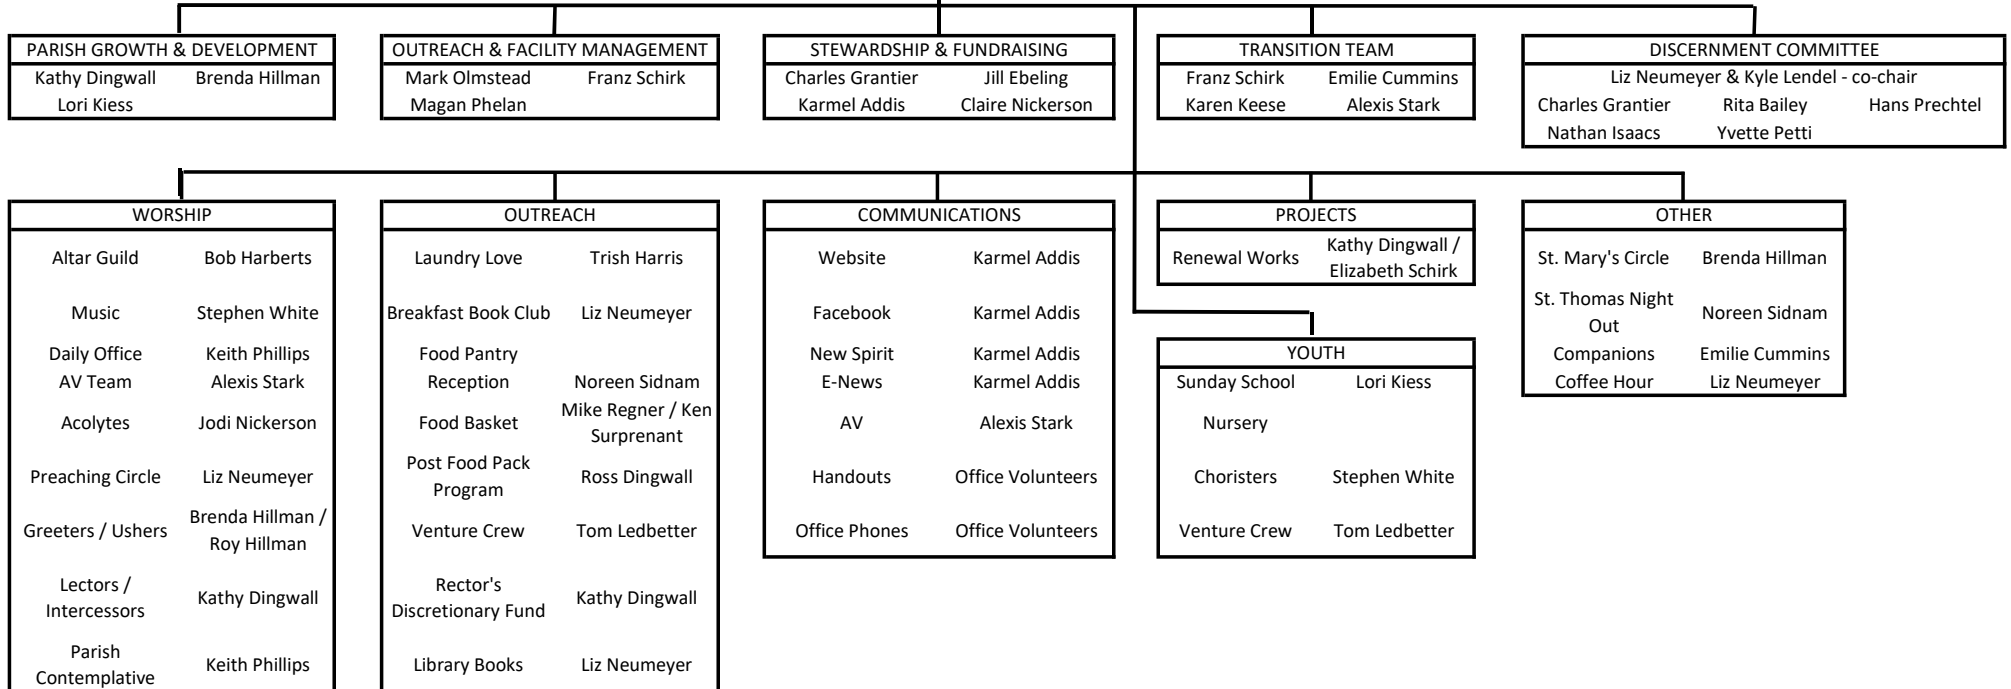 PARISH GROWTH & DEVELOPMENT
Kathy Dingwall Brenda Hillman
Lori Kiess
OUTREACH & FACILITY MANAGEMENT
Mark Olmstead Franz Schirk
Magan Phelan
STEWARDSHIP & FUNDRAISING
Charles Grantier Jill Ebeling
Karmel Addis Claire Nickerson
TRANSITION TEAM
Franz Schirk Emilie Cummins
Karen Keese Alexis Stark
DISCERNMENT COMMITTEE
Liz Neumeyer & Kyle Lendel - co-chair
Charles Grantier Rita Bailey Hans Prechtel
Nathan Isaacs Yvette Petti
WORSHIP
Altar Guild Bob Harberts
Music Stephen White
Daily Office Keith Phillips
AV Team Alexis Stark
Acolytes Jodi Nickerson
Preaching Circle Liz Neumeyer
Greeters / Ushers Brenda Hillman /
Roy Hillman
Lectors /
Intercessors Kathy Dingwall
Parish
Contemplative Keith Phillips
OUTREACH
Laundry Love Trish Harris
Breakfast Book Club Liz Neumeyer
Food Pantry
Reception Noreen Sidnam
Food Basket Mike Regner / Ken
Surprenant
Post Food Pack
Program Ross Dingwall
Venture Crew Tom Ledbetter
Rector's
Discretionary Fund Kathy Dingwall
Library Books Liz Neumeyer
COMMUNICATIONS
Website Karmel Addis
Facebook Karmel Addis
New Spirit Karmel Addis
E-News Karmel Addis
AV Alexis Stark
Handouts Office Volunteers
Office Phones Office Volunteers
PROJECTS
Renewal Works Kathy Dingwall /
Elizabeth Schirk
YOUTH
Sunday School Lori Kiess
Nursery
Choristers Stephen White
Venture Crew Tom Ledbetter
OTHER
St. Mary's Circle Brenda Hillman
St. Thomas Night
Out Noreen Sidnam
Companions Emilie Cummins
Coffee Hour Liz Neumeyer